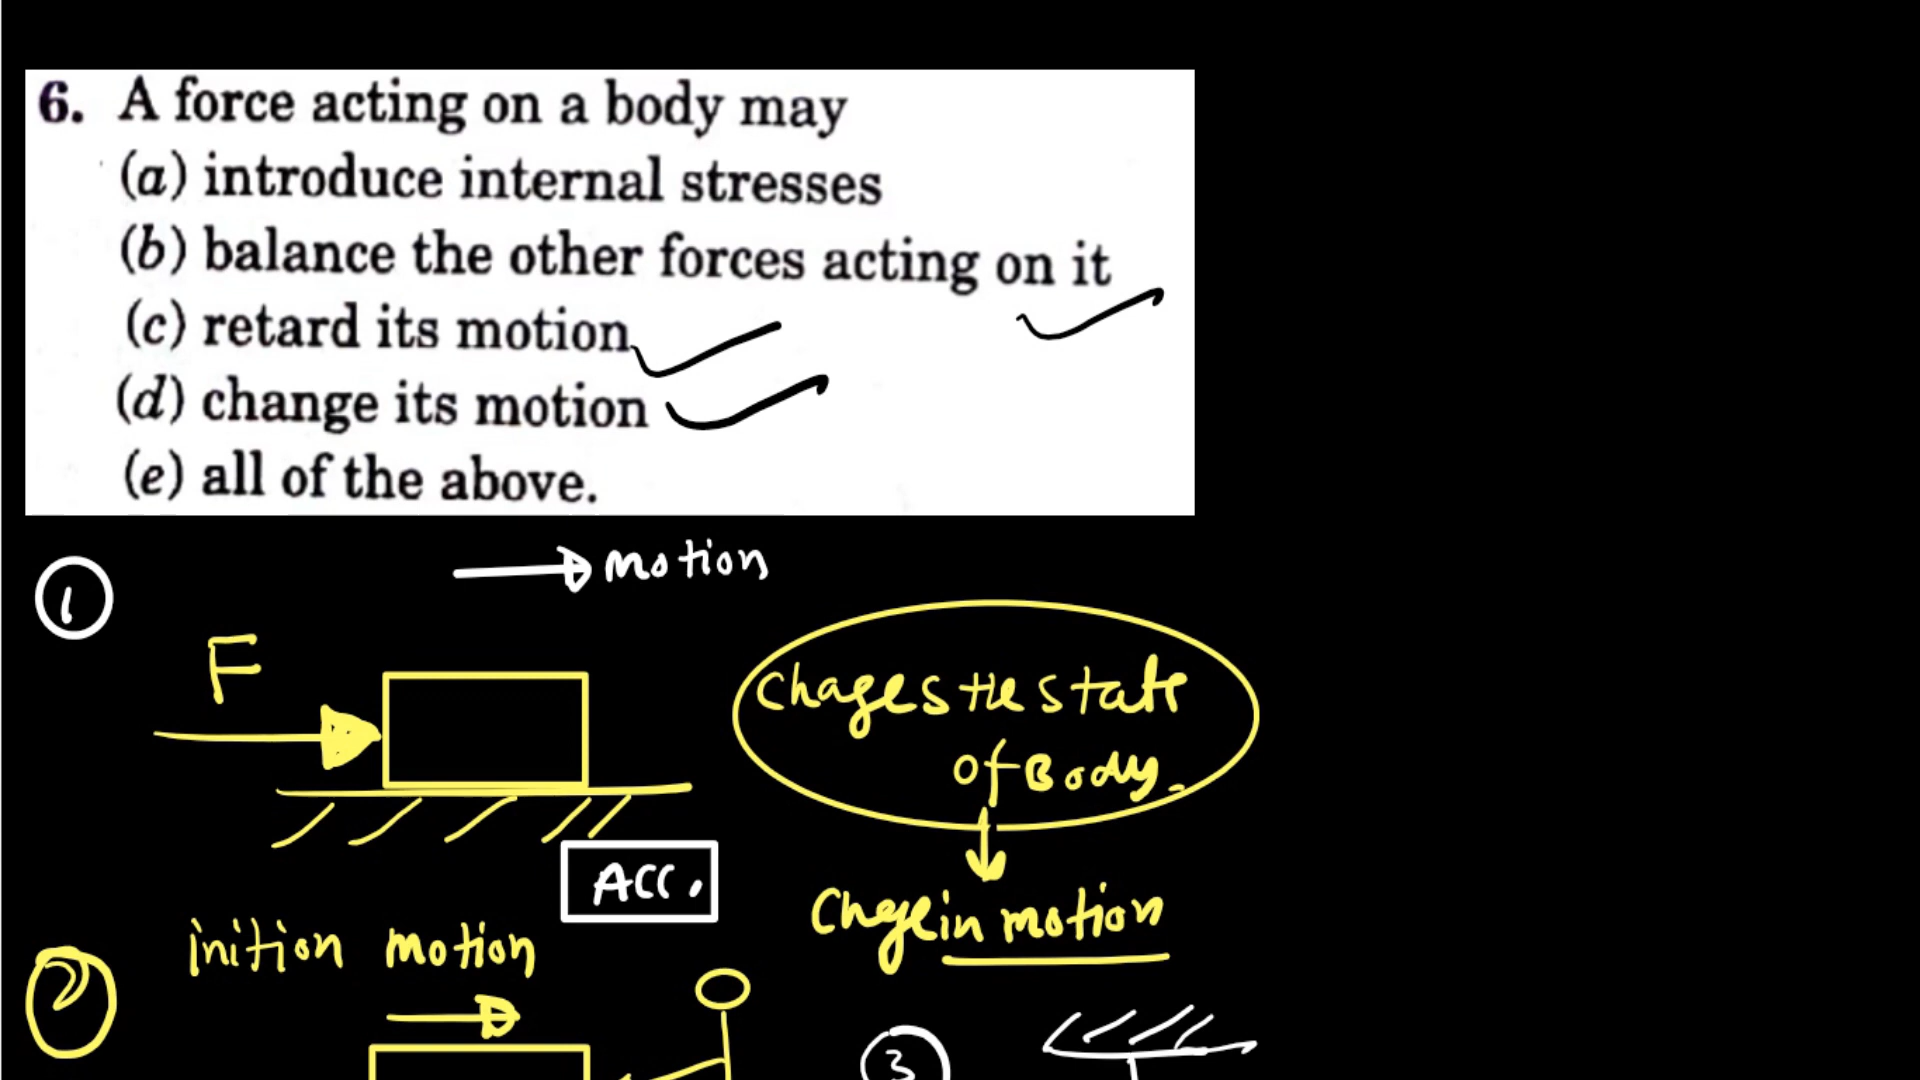 6. A force acting on a body may
(a) introduce internal stresses
(b) balance the other forces acting on it
(c) retard its motion
(d) change its motion
(e) all of the above.
1
motion
F
Chages the state
of Body.
Acc.
Chage in motion
inition motion
2
3